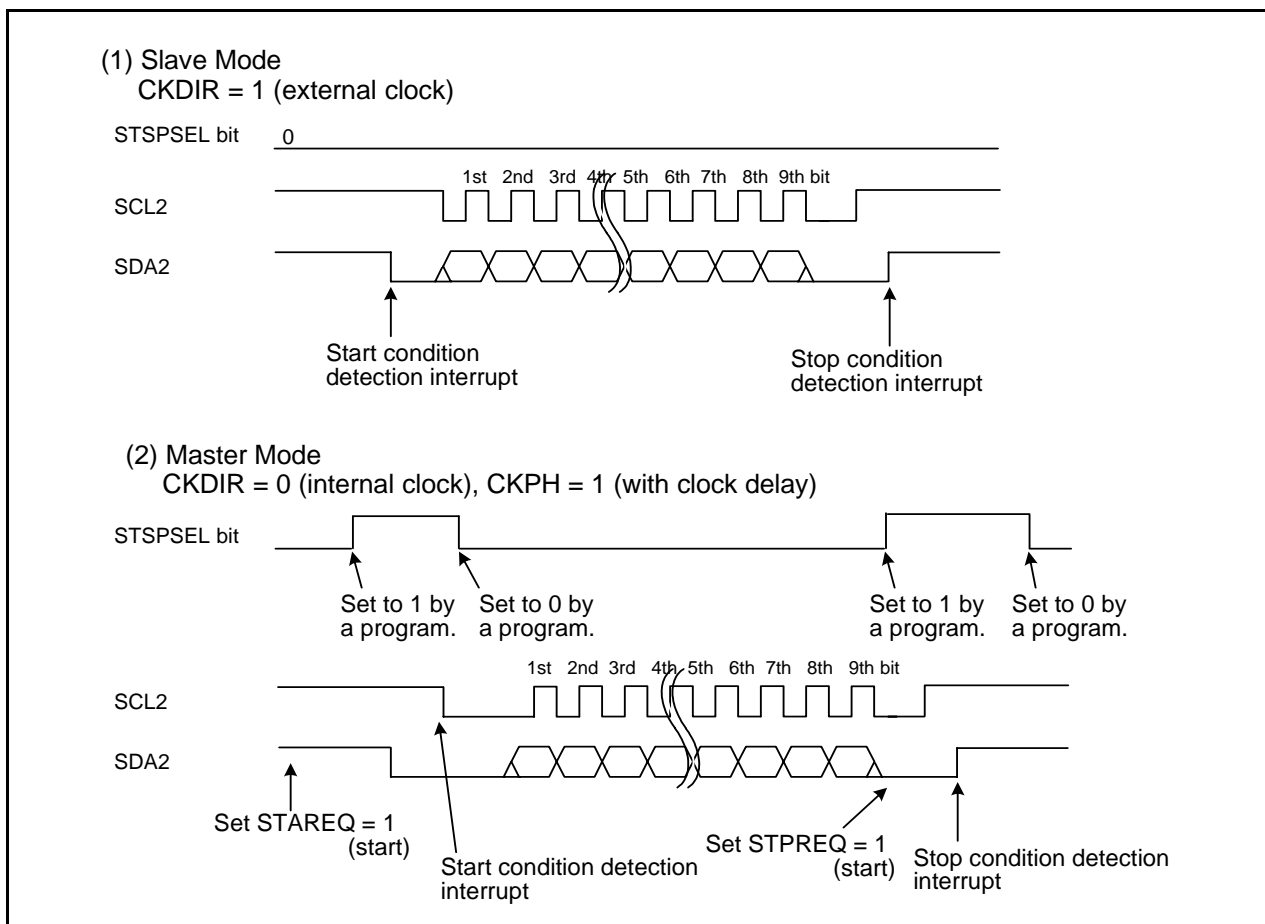 (1) Slave Mode
CKDIR = 1 (external clock)
STSPSEL bit
0
1st 2nd 3rd 4th 5th 6th 7th 8th 9th bit
SCL2
SDA2
Start condition
detection interrupt
Stop condition
detection interrupt
(2) Master Mode
CKDIR = 0 (internal clock), CKPH = 1 (with clock delay)
STSPSEL bit
Set to 1 by
a program.
Set to 0 by
a program.
Set to 1 by
a program.
Set to 0 by
a program.
1st 2nd 3rd 4th 5th 6th 7th 8th 9th bit
SCL2
SDA2
Set STAREQ = 1
(start)
Start condition detection
interrupt
Set STPREQ = 1
(start)
Stop condition detection
interrupt